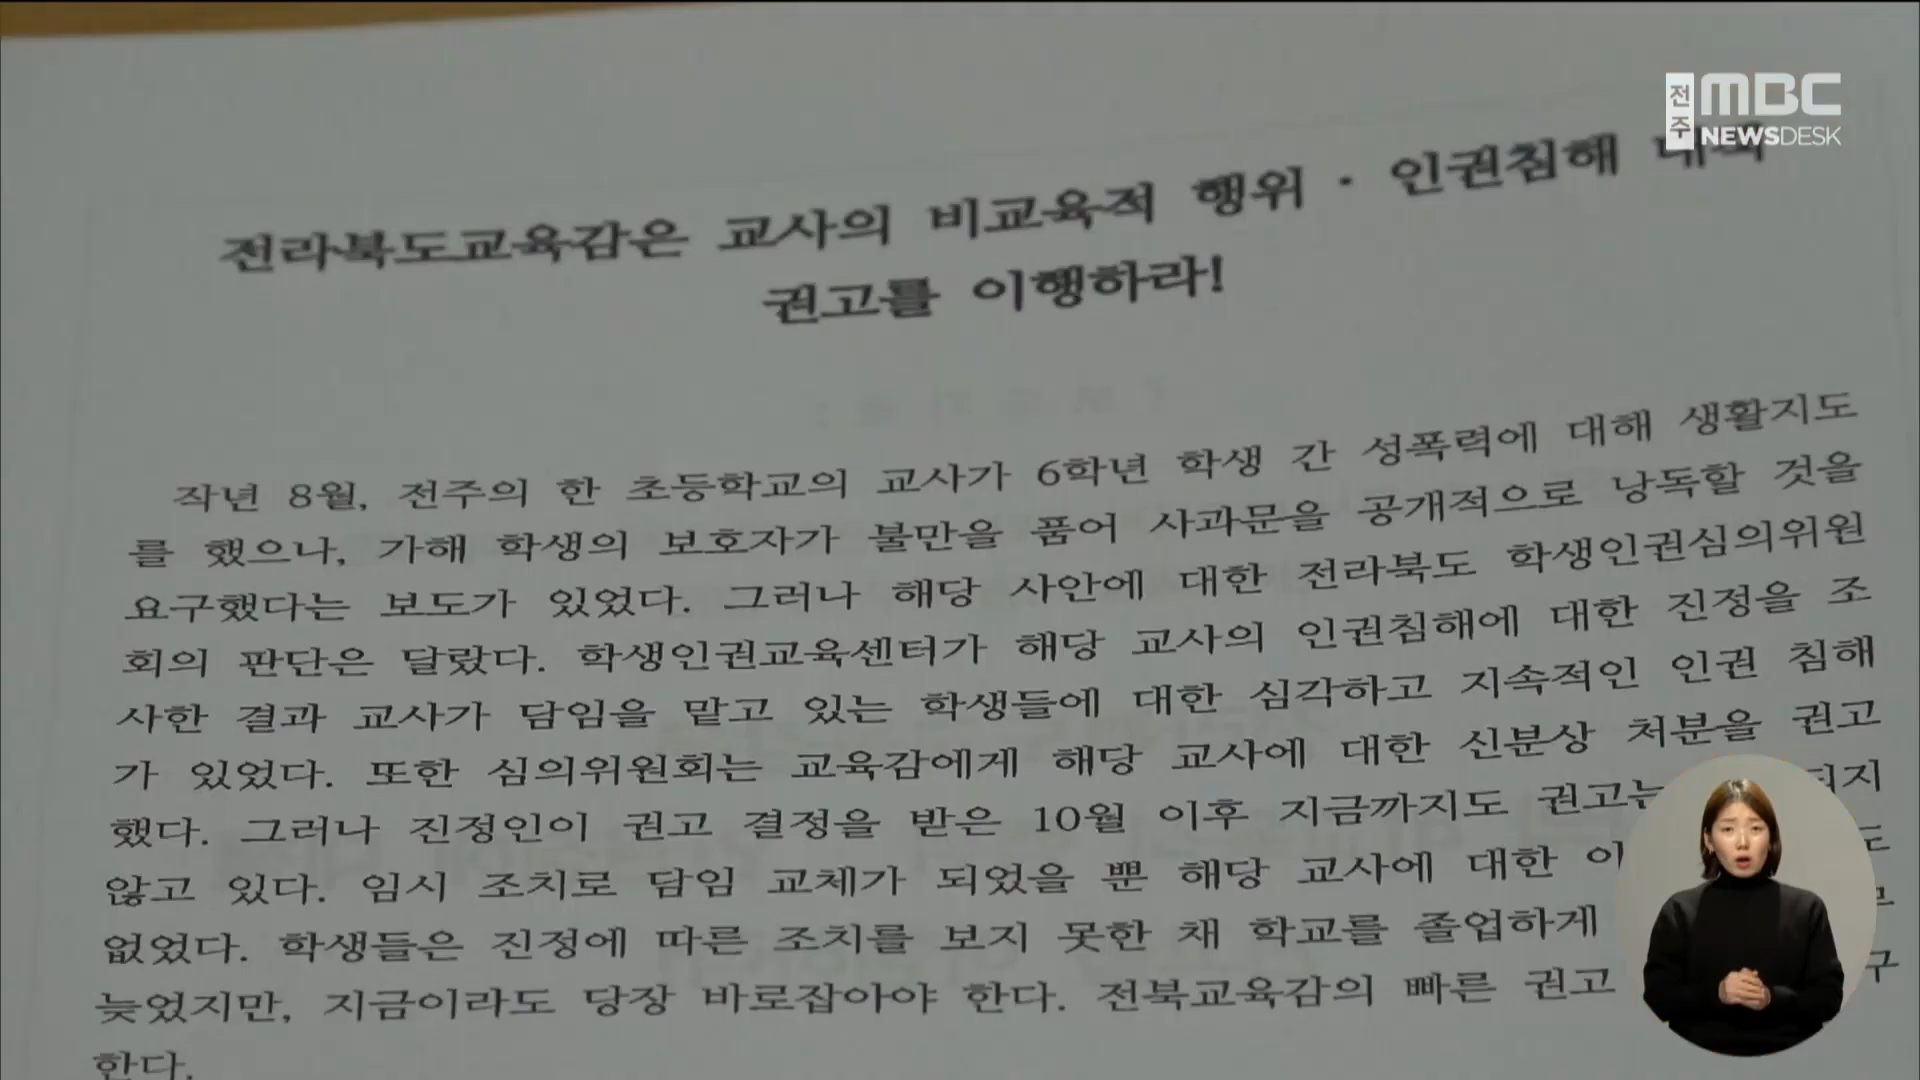 전주 MBC
NEWSDESK
전라북도교육감은 교사의 비교육적 행위 · 인권침해
권고를 이행하라!
작년 8월, 전주의 한 초등학교의 교사가 6학년 학생 간 성폭력에 대해 생활지도
를 했으나, 가해 학생의 보호자가 불만을 품어 사과문을 공개적으로 낭독할 것을
요구했다는 보도가 있었다. 그러나 해당 사안에 대한 전라북도 학생인권심의위원
회의 판단은 달랐다. 학생인권교육센터가 해당 교사의 인권침해에 대한 진정을 조
사한 결과 교사가 담임을 맡고 있는 학생들에 대한 심각하고 지속적인 인권 침해
가 있었다. 또한 심의위원회는 교육감에게 해당 교사에 대한 신분상 처분을 권고
했다. 그러나 진정인이 권고 결정을 받은 10월 이후 지금까지도 권고는 되지
않고 있다. 임시 조치로 담임 교체가 되었을 뿐 해당 교사에 대한 도
없었다. 학생들은 진정에 따른 조치를 보지 못한 채 학교를 졸업하게
늦었지만, 지금이라도 당장 바로잡아야 한다. 전북교육감의 빠른 권고 구
한다.